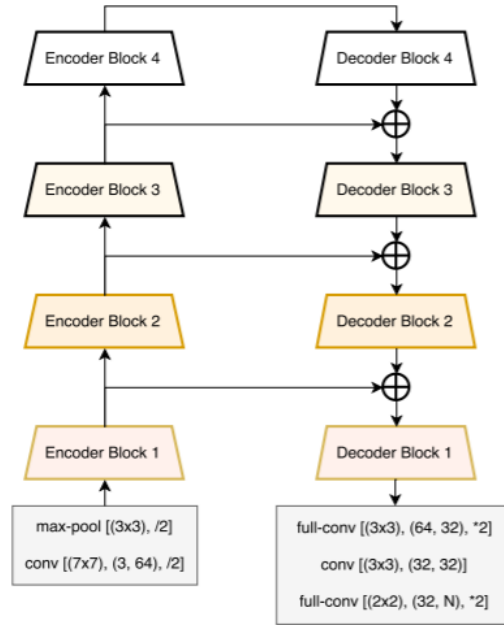 Encoder Block 4
Decoder Block 4
Encoder Block 3
Decoder Block 3
Encoder Block 2
Decoder Block 2
Encoder Block 1
Decoder Block 1
max-pool [(3x3), /2]
conv [(7x7), (3, 64), /2]
full-conv [(3x3), (64, 32), *2]
conv [(3x3), (32, 32)]
full-conv [(2x2), (32, N), *2]